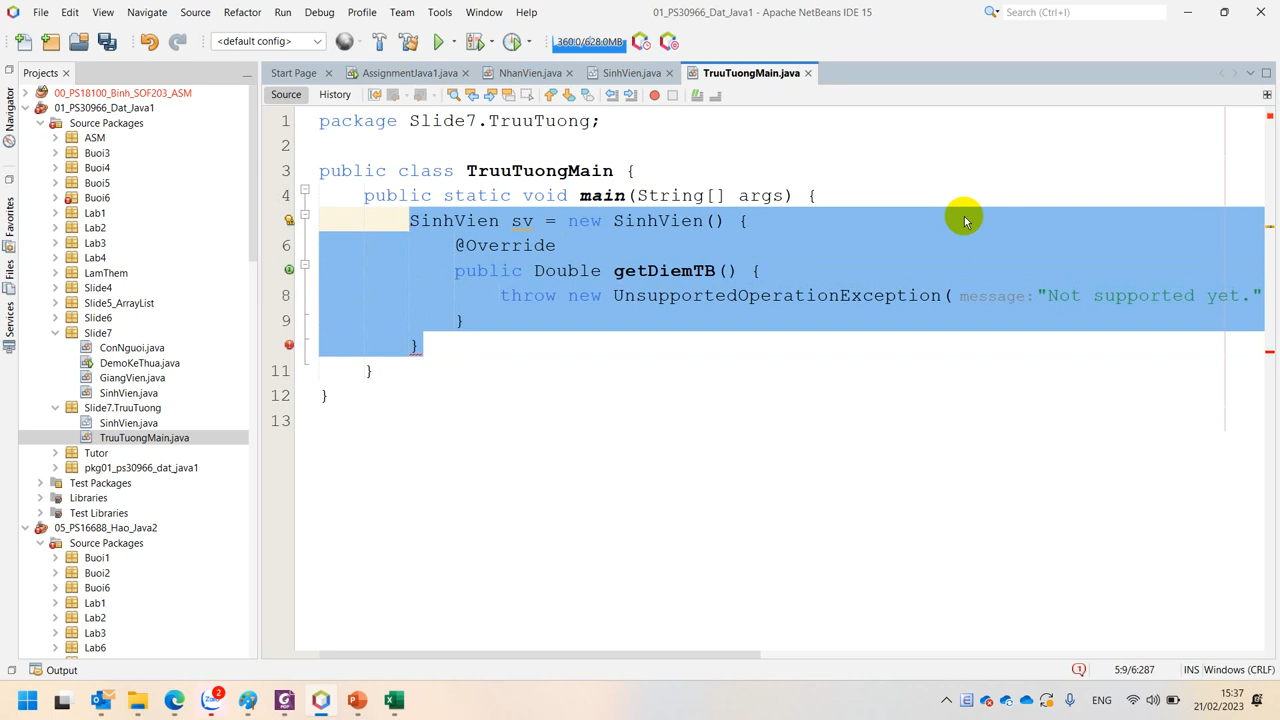 File Edit View Navigate Source Refactor Run Debug Profile Team Tools Window Help
01_PS30966_Dat_Java1 - Apache NetBeans IDE 15
Search (Ctrl+I)
<default config>
360.0/628.0MB
Projects
Start Page
AssignmentJava1.java
NhanVien.java
SinhVien.java
TruuTuongMain.java
Source
History
Navigator
Favorites
Files
Services
00_PS18100_Binh_SOF203_ASM
01_PS30966_Dat_Java1
Source Packages
ASM
Buoi3
Buoi4
Buoi5
Buoi6
Lab1
Lab2
Lab3
Lab4
LamThem
Slide4
Slide5_ArrayList
Slide6
Slide7
ConNguoi.java
DemoKeThua.java
GiangVien.java
SinhVien.java
Slide7.TruuTuong
SinhVien.java
TruuTuongMain.java
Tutor
pkg01_ps30966_dat_java1
Test Packages
Libraries
Test Libraries
05_PS16688_Hao_Java2
Source Packages
Buoi1
Buoi2
Buoi6
Lab1
Lab2
Lab3
Lab6
1 package Slide7.TruuTuong;
2
3 public class TruuTuongMain {
4 public static void main(String[] args) {
SinhVien sv = new SinhVien() {
6 @Override
public Double getDiemTB() {
8 throw new UnsupportedOperationException( message:"Not supported yet."
9 }
}
11 }
12 }
13
Output
1
5:9/6:287
INS
Windows (CRLF)
2
ENG
15:37
21/02/2023